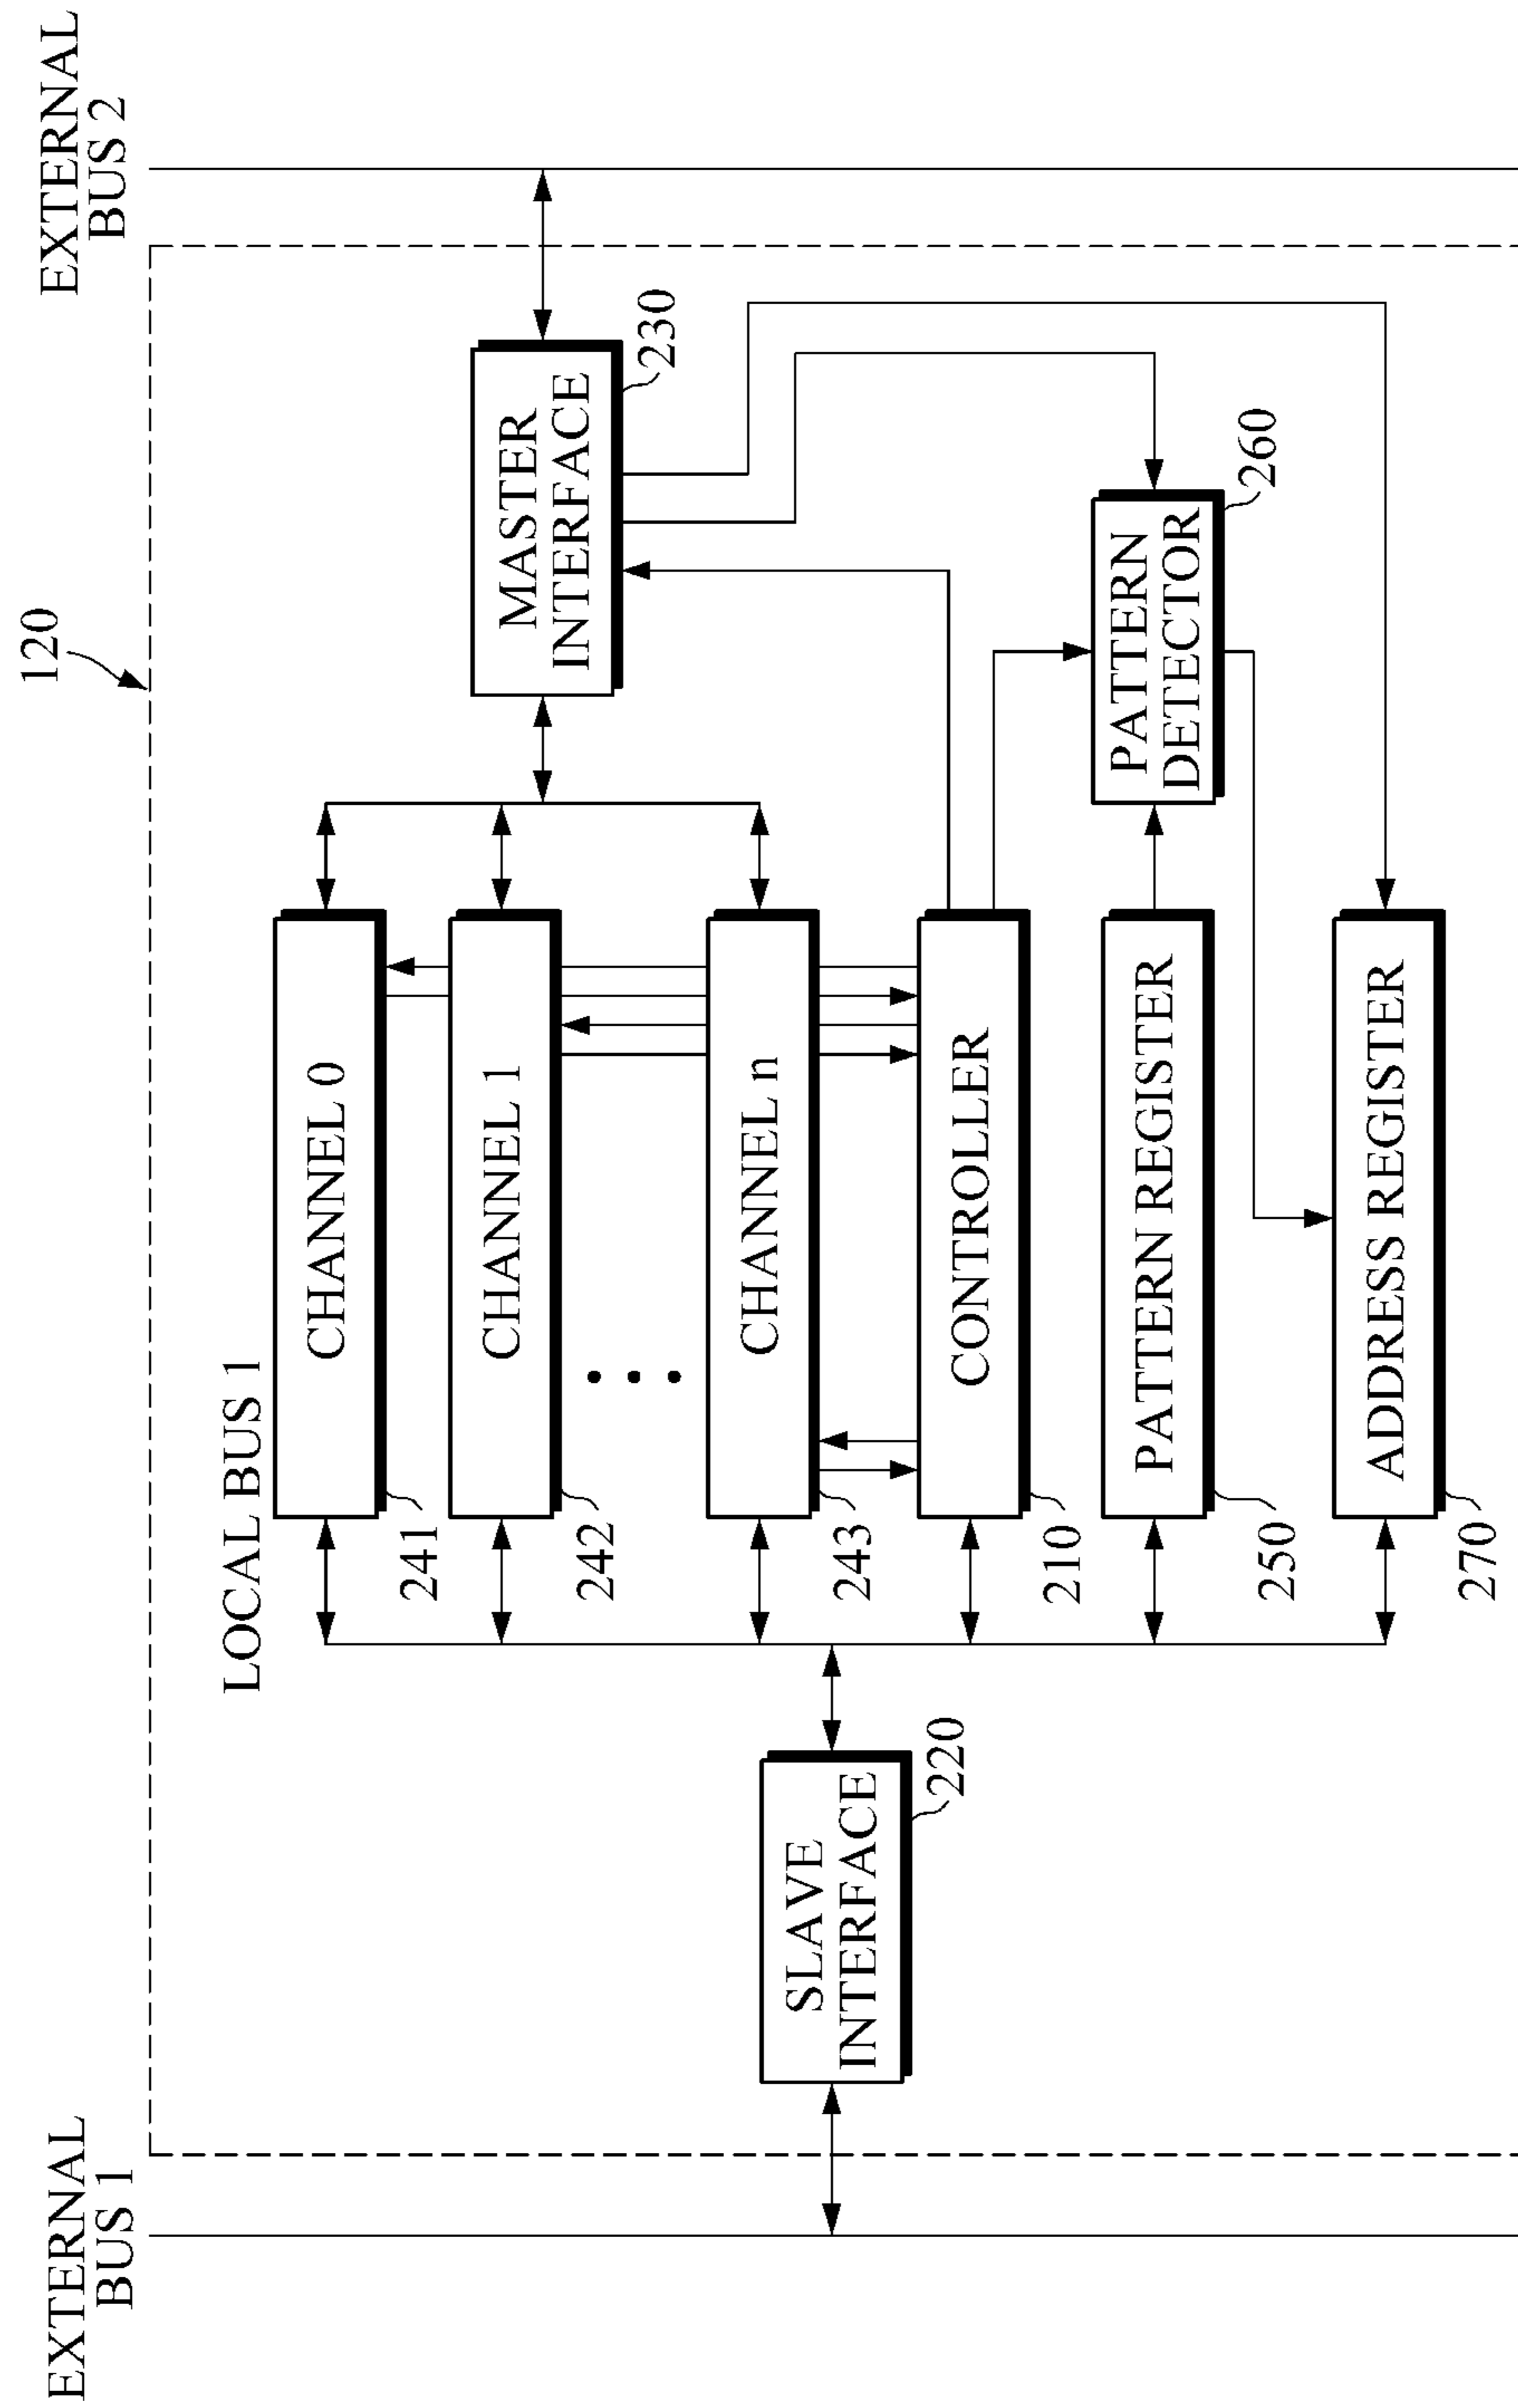 120
EXTERNAL
BUS 1
EXTERNAL
BUS 2
LOCAL BUS 1
CHANNEL 0
241
CHANNEL 1
242
MASTER
INTERFACE
230
CHANNEL n
243
SLAVE
INTERFACE
220
CONTROLLER
210
PATTERN REGISTER
250
PATTERN
DETECTOR
260
ADDRESS REGISTER
270